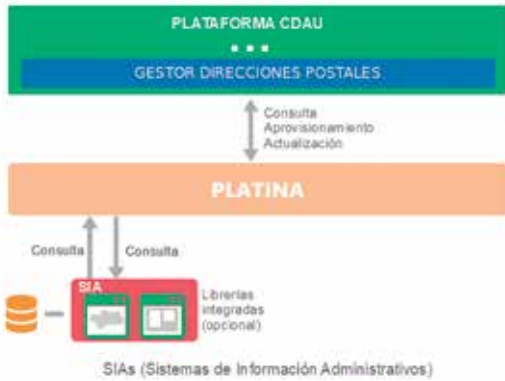 PLATAFORMA CDAU
GESTOR DIRECCIONES POSTALES
Consulta
Aprovisionamiento
Actualización
PLATINA
Consulta
Consulta
SIA
Librerías
integradas
(opcional)
SIAs (Sistemas de Información Administrativos)